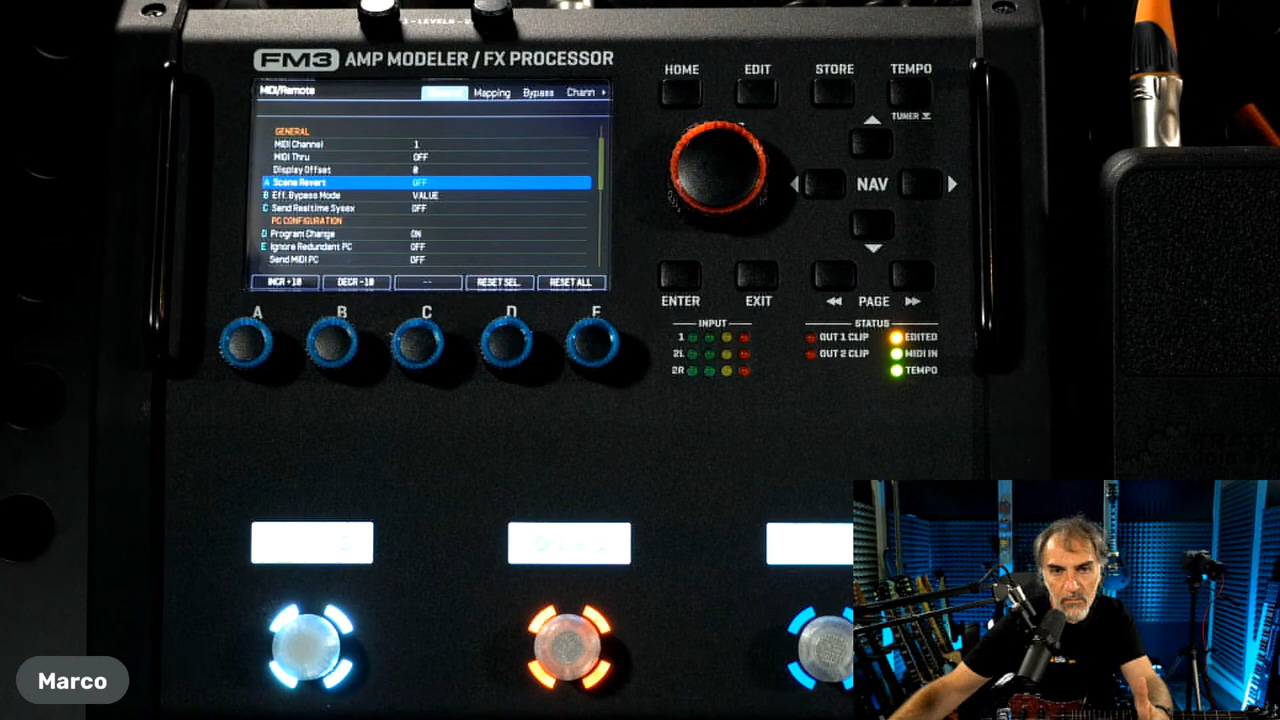 FM3 AMP MODELER / FX PROCESSOR
MIDI/Remote Mapping Bypass Chann
GENERAL
MIDI Channel 1
MIDI Thru OFF
Display Offset 0
A Scene Revert OFF
B Eff. Bypass Mode VALUE
C Send Realtime Sysex OFF
PC CONFIGURATION
D Program Change ON
E Ignore Redundant PC OFF
Send MIDI PC OFF
INCR +10 DECR -10 -- RESET SEL. RESET ALL
A B C D E
HOME EDIT STORE TEMPO
TUNER
NAV
ENTER EXIT PAGE
INPUT
1
2L
2R
STATUS
OUT 1 CLIP EDITED
OUT 2 CLIP MIDI IN
TEMPO
Marco